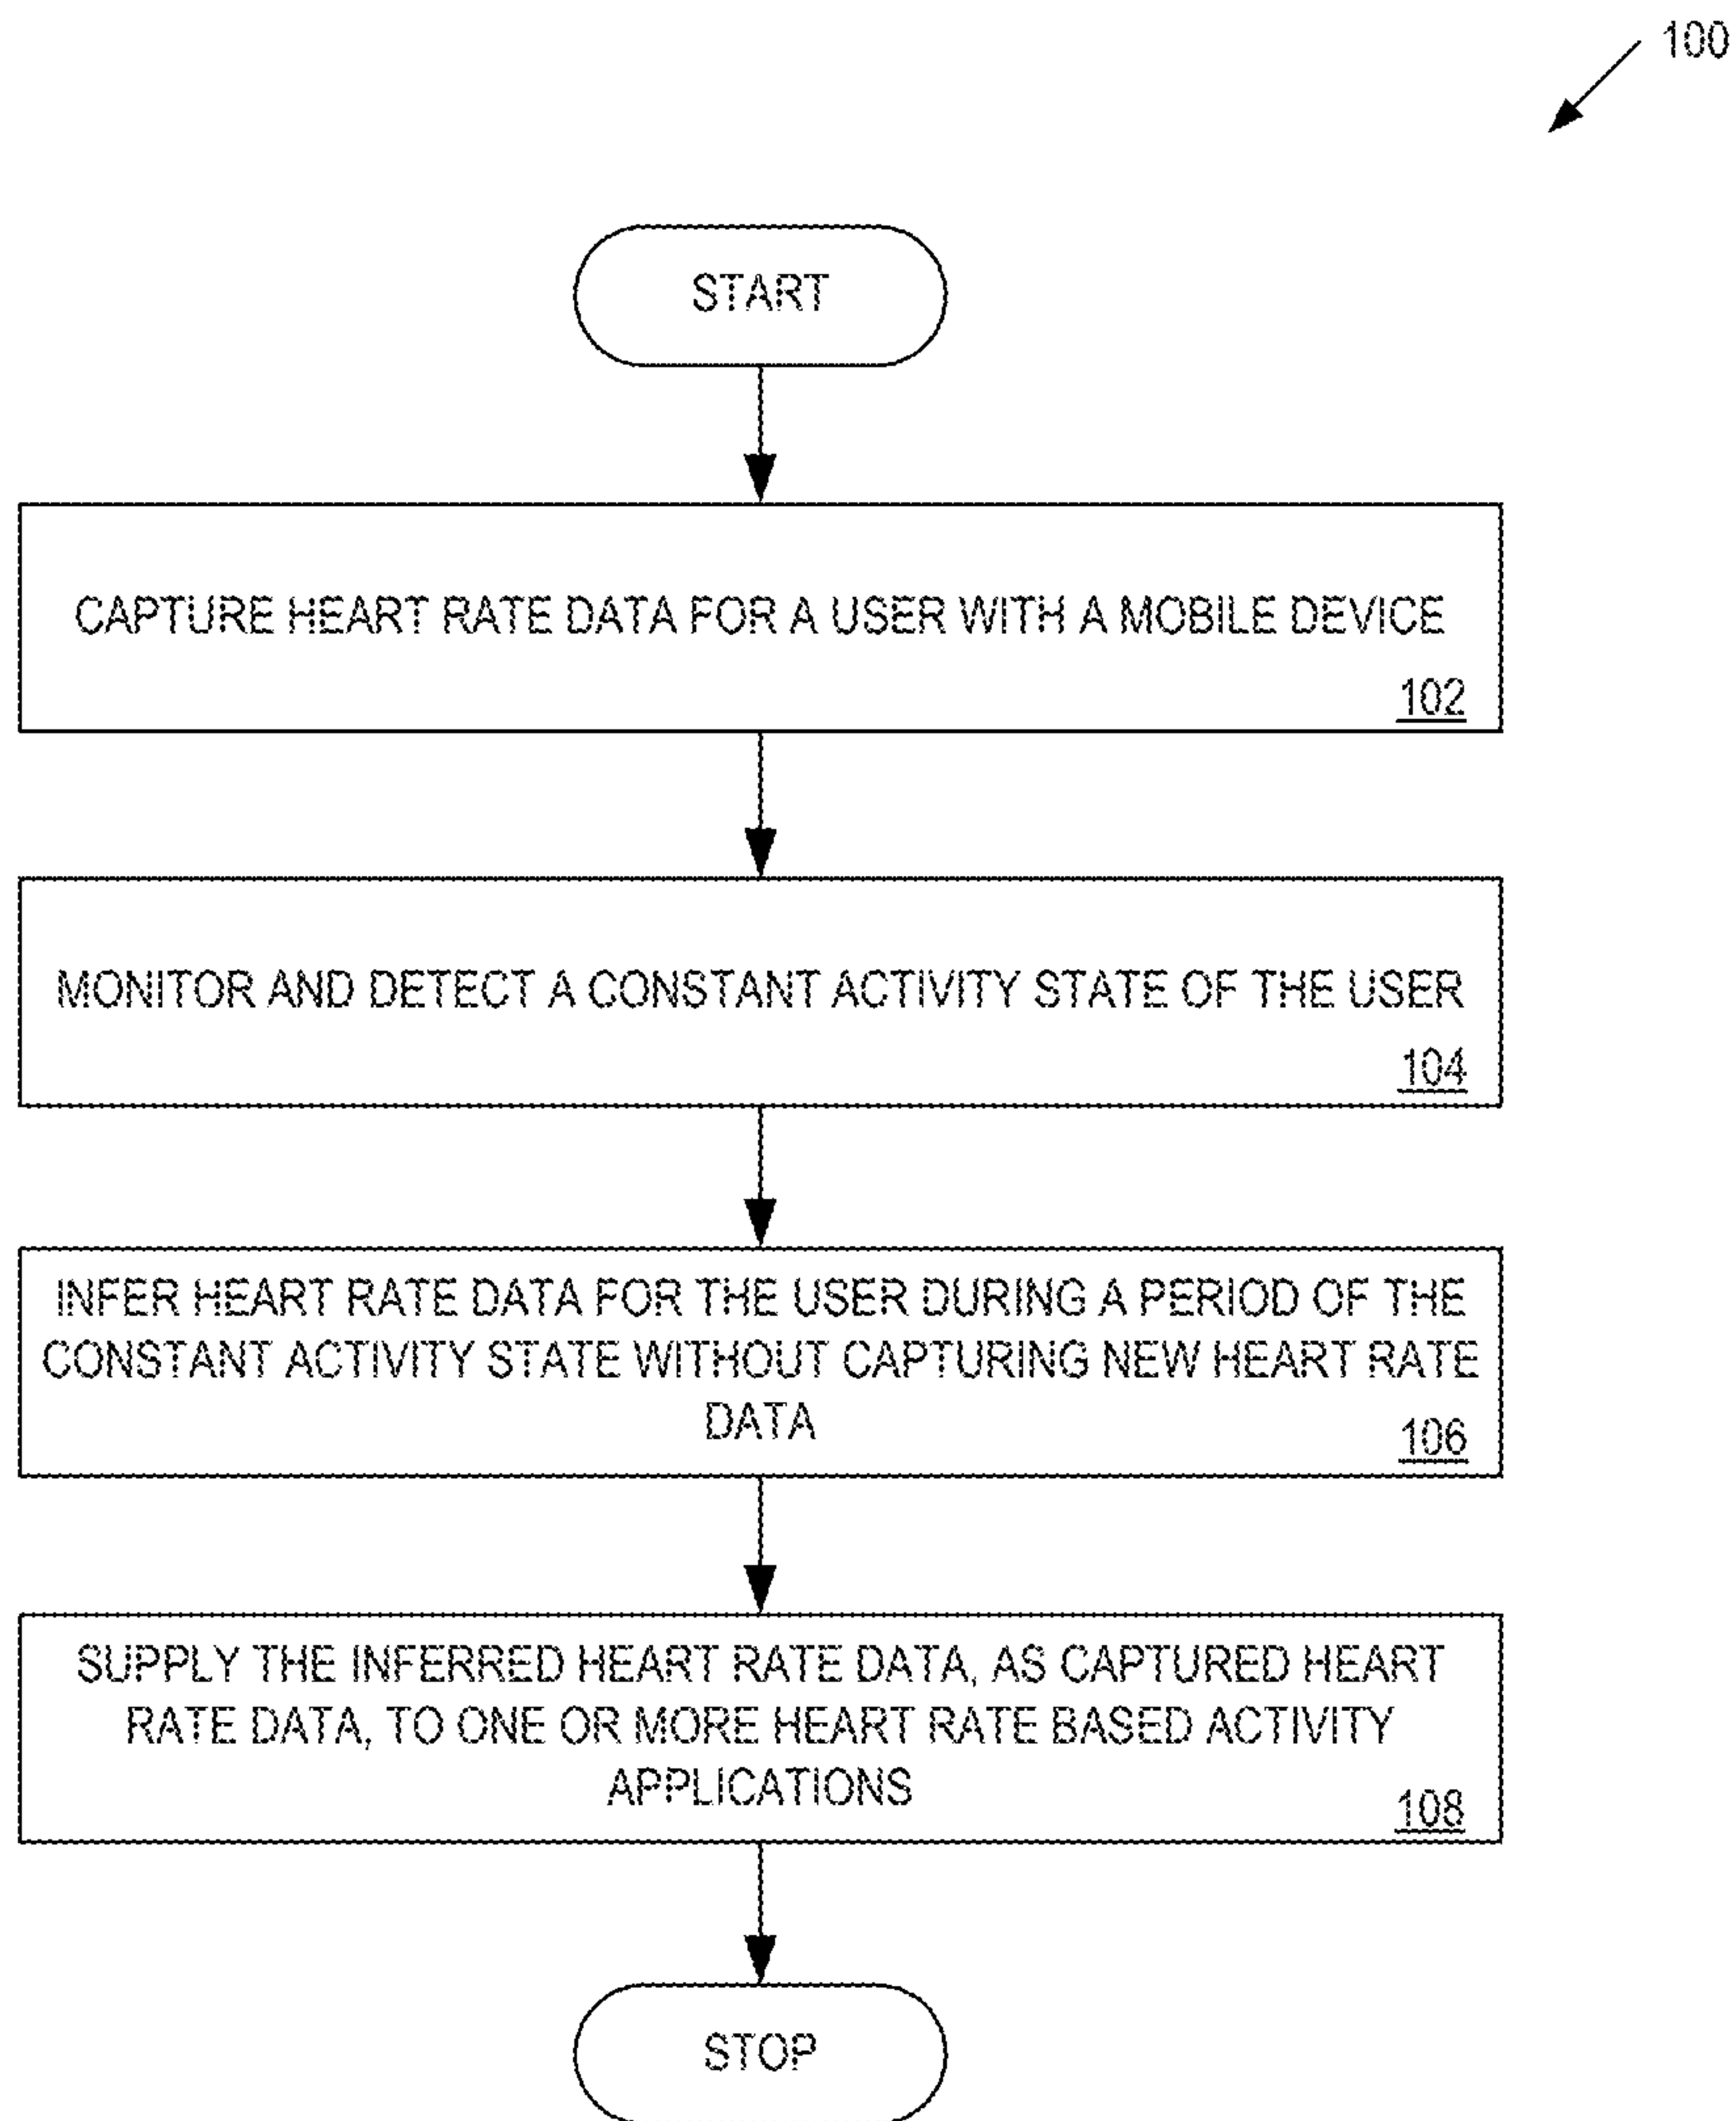 100
START
CAPTURE HEART RATE DATA FOR A USER WITH A MOBILE DEVICE
102
MONITOR AND DETECT A CONSTANT ACTIVITY STATE OF THE USER
104
INFER HEART RATE DATA FOR THE USER DURING A PERIOD OF THE
CONSTANT ACTIVITY STATE WITHOUT CAPTURING NEW HEART RATE
DATA
106
SUPPLY THE INFERRED HEART RATE DATA, AS CAPTURED HEART
RATE DATA, TO ONE OR MORE HEART RATE BASED ACTIVITY
APPLICATIONS
108
STOP